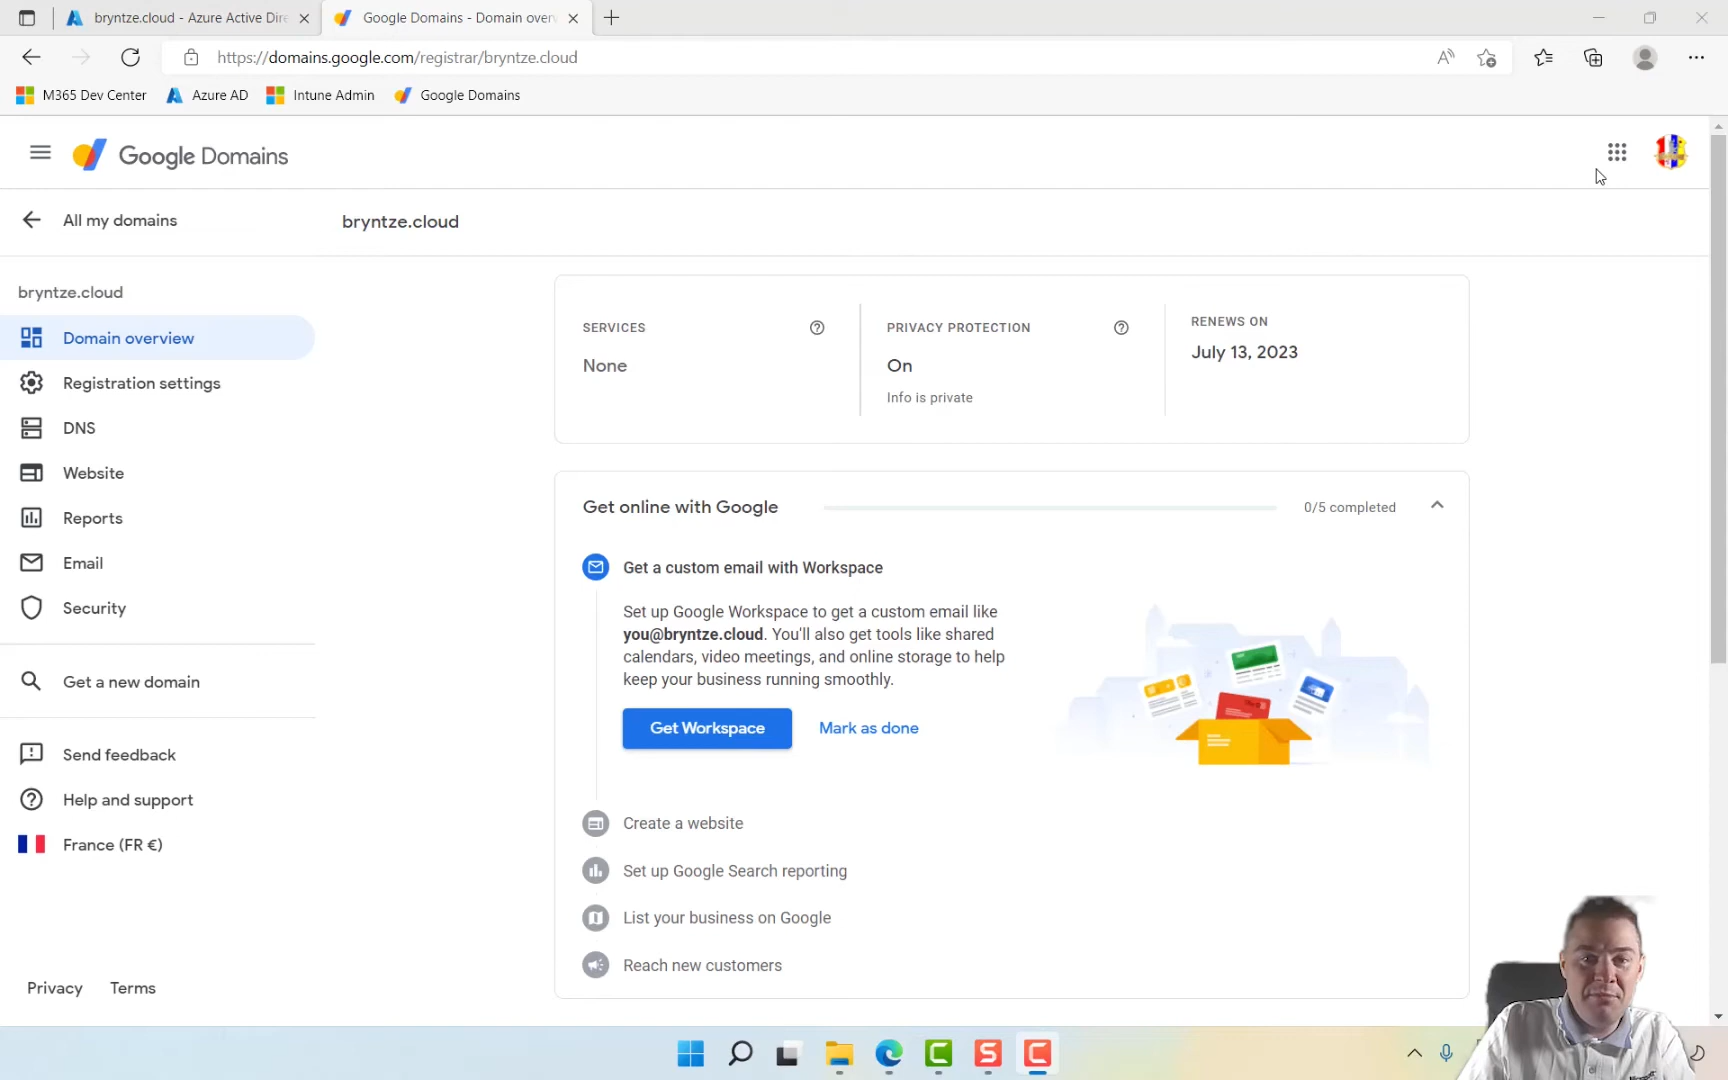 bryntze.cloud - Azure Active Dire
Google Domains - Domain over
https://domains.google.com/registrar/bryntze.cloud
M365 Dev Center
Azure AD
Intune Admin
Google Domains
Google Domains
All my domains
bryntze.cloud
bryntze.cloud
Domain overview
Registration settings
DNS
Website
Reports
Email
Security
Get a new domain
Send feedback
Help and support
France (FR €)
Privacy
Terms
SERVICES
None
PRIVACY PROTECTION
On
Info is private
RENEWS ON
July 13, 2023
Get online with Google
0/5 completed
Get a custom email with Workspace
Set up Google Workspace to get a custom email like
you@bryntze.cloud. You'll also get tools like shared
calendars, video meetings, and online storage to help
keep your business running smoothly.
Get Workspace
Mark as done
Create a website
Set up Google Search reporting
List your business on Google
Reach new customers